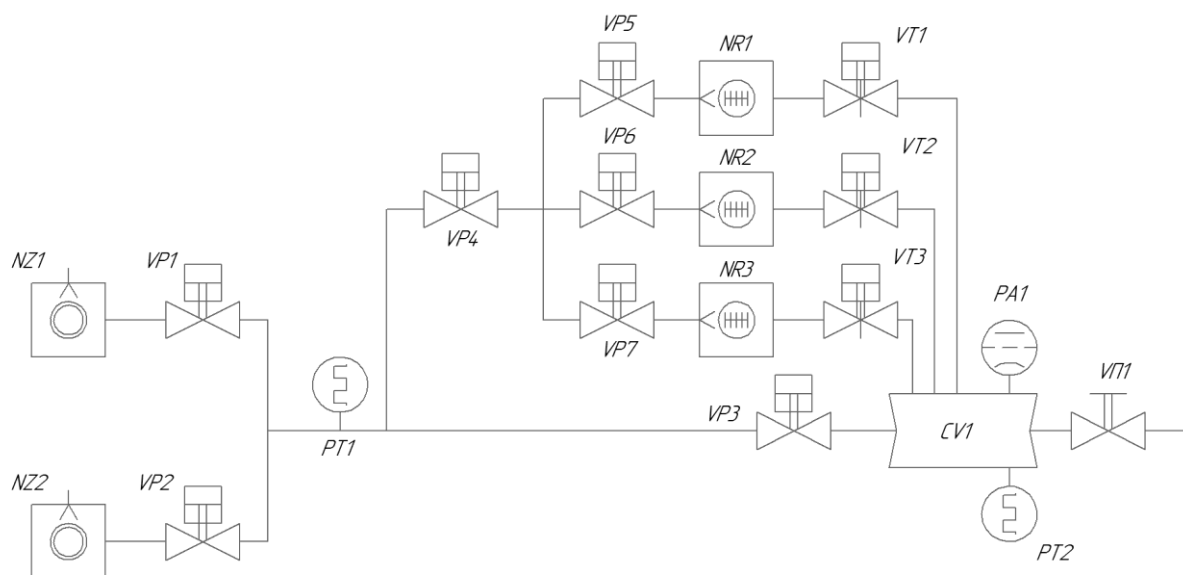 VP5
NR1
VT1
VP6
NR2
VT2
VP4
NZ1
VP1
VP7
NR3
VT3
PA1
PT1
VP3
CV1
VП1
NZ2
VP2
PT2